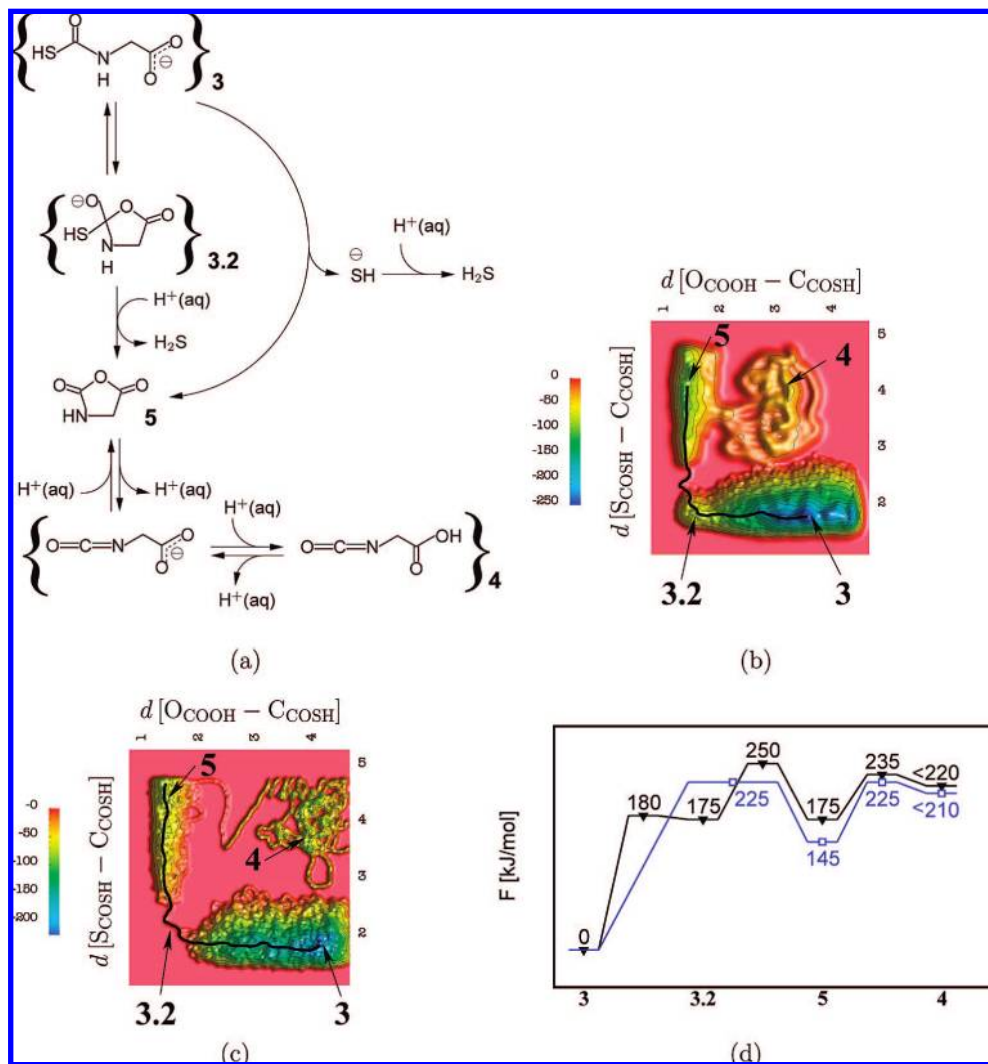 O
HS
N
H
O
O
⊖
3
⊖O
O
O
HS
N
H
3.2
H+(aq)
H2S
⊖
SH
H+(aq)
H2S
O
O
O
HN
5
H+(aq)
H+(aq)
O=C=N
O
O
⊖
H+(aq)
H+(aq)
O=C=N
OH
O
4
(a)
d [OCOOH − CCOSH]
1 2 3 4
5
4
0
-50
-100
-150
-200
-250
d [SCOSH − CCOSH]
5
4
3
2
3.2
3
(b)
d [OCOOH − CCOSH]
1 2 3 4
5
4
-0
-50
-100
-150
-200
d [SCOSH − CCOSH]
5
4
3
2
3.2
3
(c)
F [kJ/mol]
0
180
175
250
225
175
145
235
225
<220
<210
3 3.2 5 4
(d)